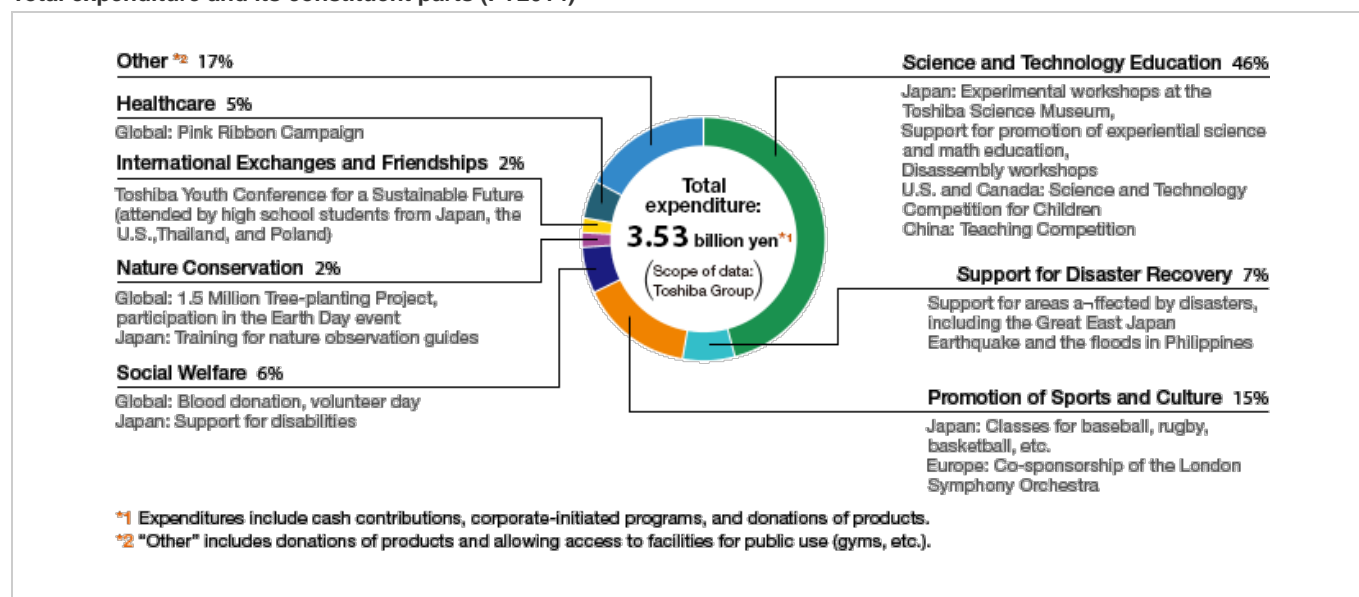 Other *2 17%
Healthcare 5%
Global: Pink Ribbon Campaign
International Exchanges and Friendships 2%
Toshiba Youth Conference for a Sustainable Future
(attended by high school students from Japan, the
U.S.,Thailand, and Poland)
Nature Conservation 2%
Global: 1.5 Million Tree-planting Project,
participation in the Earth Day event
Japan: Training for nature observation guides
Social Welfare 6%
Global: Blood donation, volunteer day
Japan: Support for disabilities
Total
expenditure:
3.53 billion yen*1
(Scope of data:
Toshiba Group)
Science and Technology Education 46%
Japan: Experimental workshops at the
Toshiba Science Museum,
Support for promotion of experiential science
and math education,
Disassembly workshops
U.S. and Canada: Science and Technology
Competition for Children
China: Teaching Competition
Support for Disaster Recovery 7%
Support for areas a¬ffected by disasters,
including the Great East Japan
Earthquake and the floods in Philippines
Promotion of Sports and Culture 15%
Japan: Classes for baseball, rugby,
basketball, etc.
Europe: Co-sponsorship of the London
Symphony Orchestra
*1 Expenditures include cash contributions, corporate-initiated programs, and donations of products.
*2 "Other" includes donations of products and allowing access to facilities for public use (gyms, etc.).